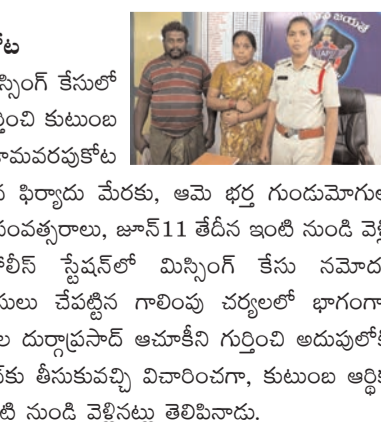 ోట
స్సింగ్ కేసులో
ర్తించి కుటుంబ
ామవరపుకోట
న ఫిర్యాదు మేరకు, ఆమె భర్త గుండుమోగుల
సంవత్సరాలు, జూన్11 తేదీన ఇంటి నుండి వెళ్ల
పోలీస్ స్టేషన్‌లో మిస్సింగ్ కేసు నమోద
సులు చేపట్టిన గాలింపు చర్యలలో భాగంగా
ల దుర్గాప్రసాద్ ఆచూకీని గుర్తించి అదుపులోకి
న్‌కు తీసుకువచ్చి విచారించగా, కుటుంబ ఆర్థిక
టి నుండి వెళ్లినట్లు తెలిపినాడు.